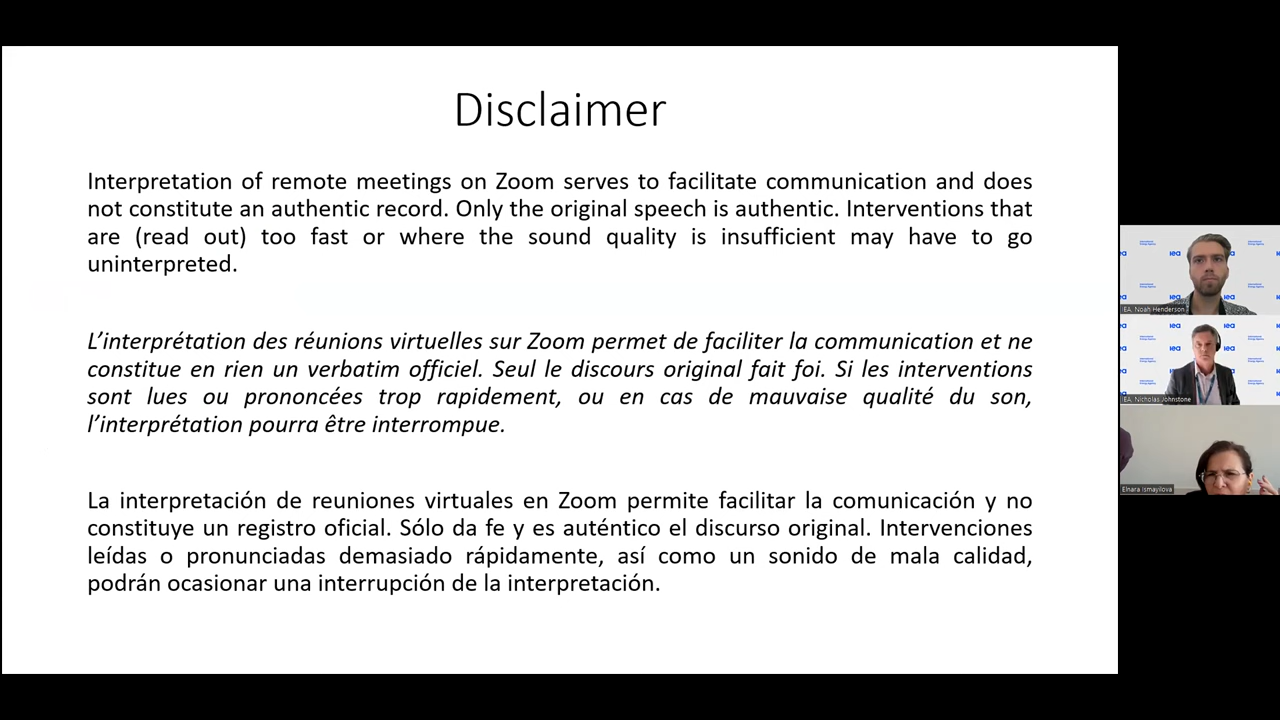 Disclaimer
Interpretation of remote meetings on Zoom serves to facilitate communication and does
not constitute an authentic record. Only the original speech is authentic. Interventions that
are (read out) too fast or where the sound quality is insufficient may have to go
uninterpreted.
L’interprétation des réunions virtuelles sur Zoom permet de faciliter la communication et ne
constitue en rien un verbatim officiel. Seul le discours original fait foi. Si les interventions
sont lues ou prononcées trop rapidement, ou en cas de mauvaise qualité du son,
l’interprétation pourra être interrompue.
La interpretación de reuniones virtuales en Zoom permite facilitar la comunicación y no
constituye un registro oficial. Sólo da fe y es auténtico el discurso original. Intervenciones
leídas o pronunciadas demasiado rápidamente, así como un sonido de mala calidad,
podrán ocasionar una interrupción de la interpretación.
iea
IEA. Noah Henderson
iea
IEA. Nicholas Johnstone
Elnara Ismayilova